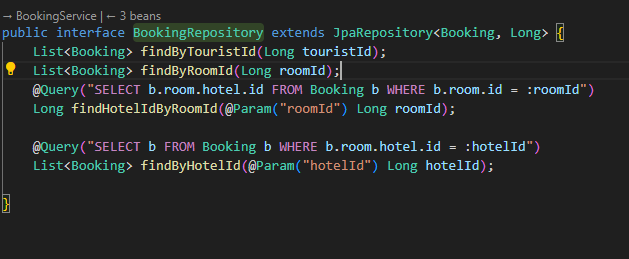 → BookingService | ← 3 beans
public interface BookingRepository extends JpaRepository<Booking, Long> {
List<Booking> findByTouristId(Long touristId);
List<Booking> findByRoomId(Long roomId);
@Query("SELECT b.room.hotel.id FROM Booking b WHERE b.room.id = :roomId")
Long findHotelIdByRoomId(@Param("roomId") Long roomId);
@Query("SELECT b FROM Booking b WHERE b.room.hotel.id = :hotelId")
List<Booking> findByHotelId(@Param("hotelId") Long hotelId);
}